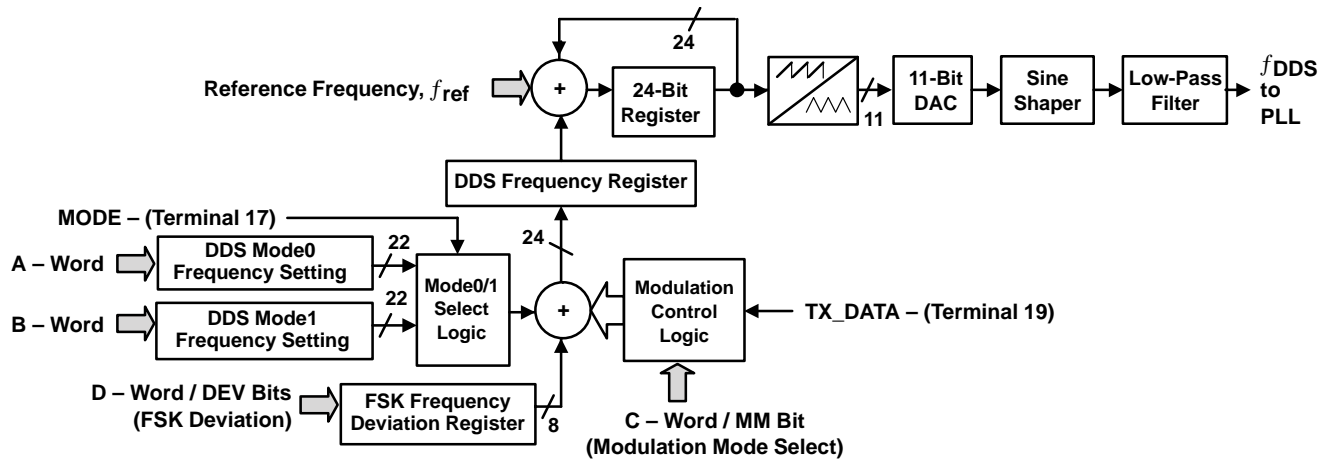 24
Reference Frequency, fref
+
24-Bit
Register
11
11-Bit
DAC
Sine
Shaper
Low-Pass
Filter
fDDS
to
PLL
DDS Frequency Register
MODE – (Terminal 17)
24
A – Word
DDS Mode0
Frequency Setting
22
B – Word
DDS Mode1
Frequency Setting
22
Mode0/1
Select
Logic
+
Modulation
Control
Logic
TX_DATA – (Terminal 19)
D – Word / DEV Bits
(FSK Deviation)
FSK Frequency
Deviation Register
8
C – Word / MM Bit
(Modulation Mode Select)